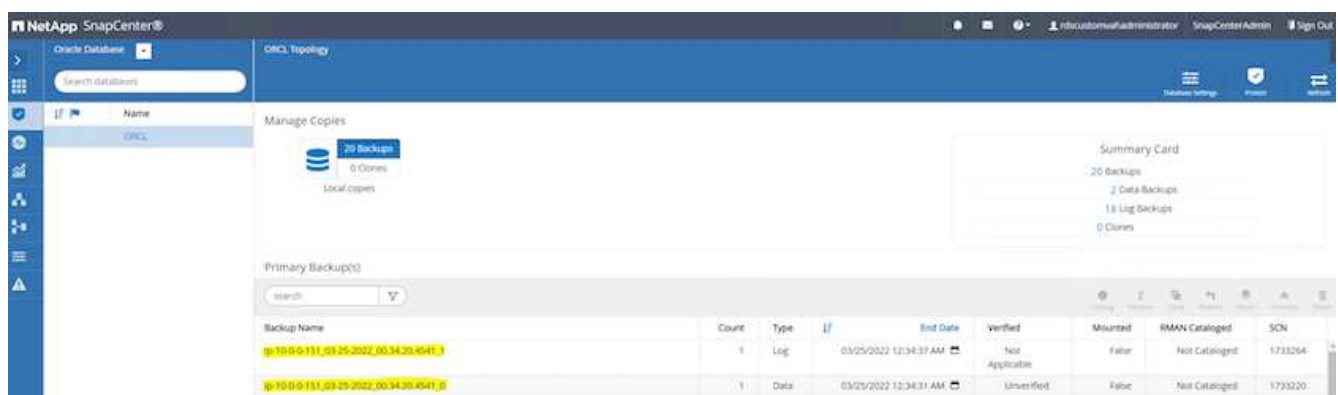 NetApp SnapCenter®
rdscustomval\administrator SnapCenterAdmin Sign Out
Oracle Database
ORCL Topology
Search databases
Database Settings Protect Refresh
Name
ORCL
Manage Copies
20 Backups
0 Clones
Local copies
Summary Card
20 Backups
2 Data Backups
18 Log Backups
0 Clones
Primary Backup(s)
search
Backup Name Count Type End Date Verified Mounted RMAN Cataloged SCN
ip-10-0-0-151_03-25-2022_00.34.20.4541_1 1 Log 03/25/2022 12:34:37 AM Not Applicable False Not Cataloged 1733264
ip-10-0-0-151_03-25-2022_00.34.20.4541_0 1 Data 03/25/2022 12:34:31 AM Unverified False Not Cataloged 1733220